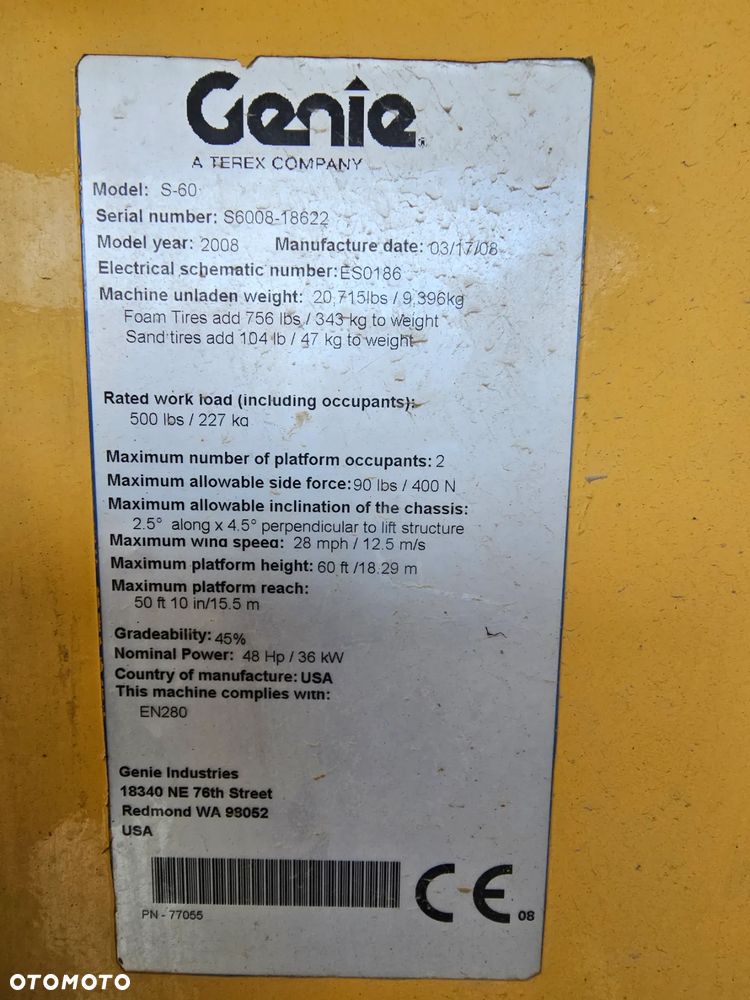 Genie
A TEREX COMPANY
Model: S-60
Serial number: S6008-18622
Model year: 2008 Manufacture date: 03/17/08
Electrical schematic number: ES0186
Machine unladen weight: 20,715lbs / 9,396kg
Foam Tires add 756 lbs / 343 kg to weight
Sand tires add 104 lb / 47 kg to weight
Rated work load (including occupants):
500 lbs / 227 kg
Maximum number of platform occupants: 2
Maximum allowable side force: 90 lbs / 400 N
Maximum allowable inclination of the chassis:
2.5° along x 4.5° perpendicular to lift structure
Maximum wind speed: 28 mph / 12.5 m/s
Maximum platform height: 60 ft /18.29 m
Maximum platform reach:
50 ft 10 in/15.5 m
Gradeability: 45%
Nominal Power: 48 Hp / 36 kW
Country of manufacture: USA
This machine complies with:
EN280
Genie Industries
18340 NE 76th Street
Redmond WA 98052
USA
PN - 77055
CE 08
OTOMOTO